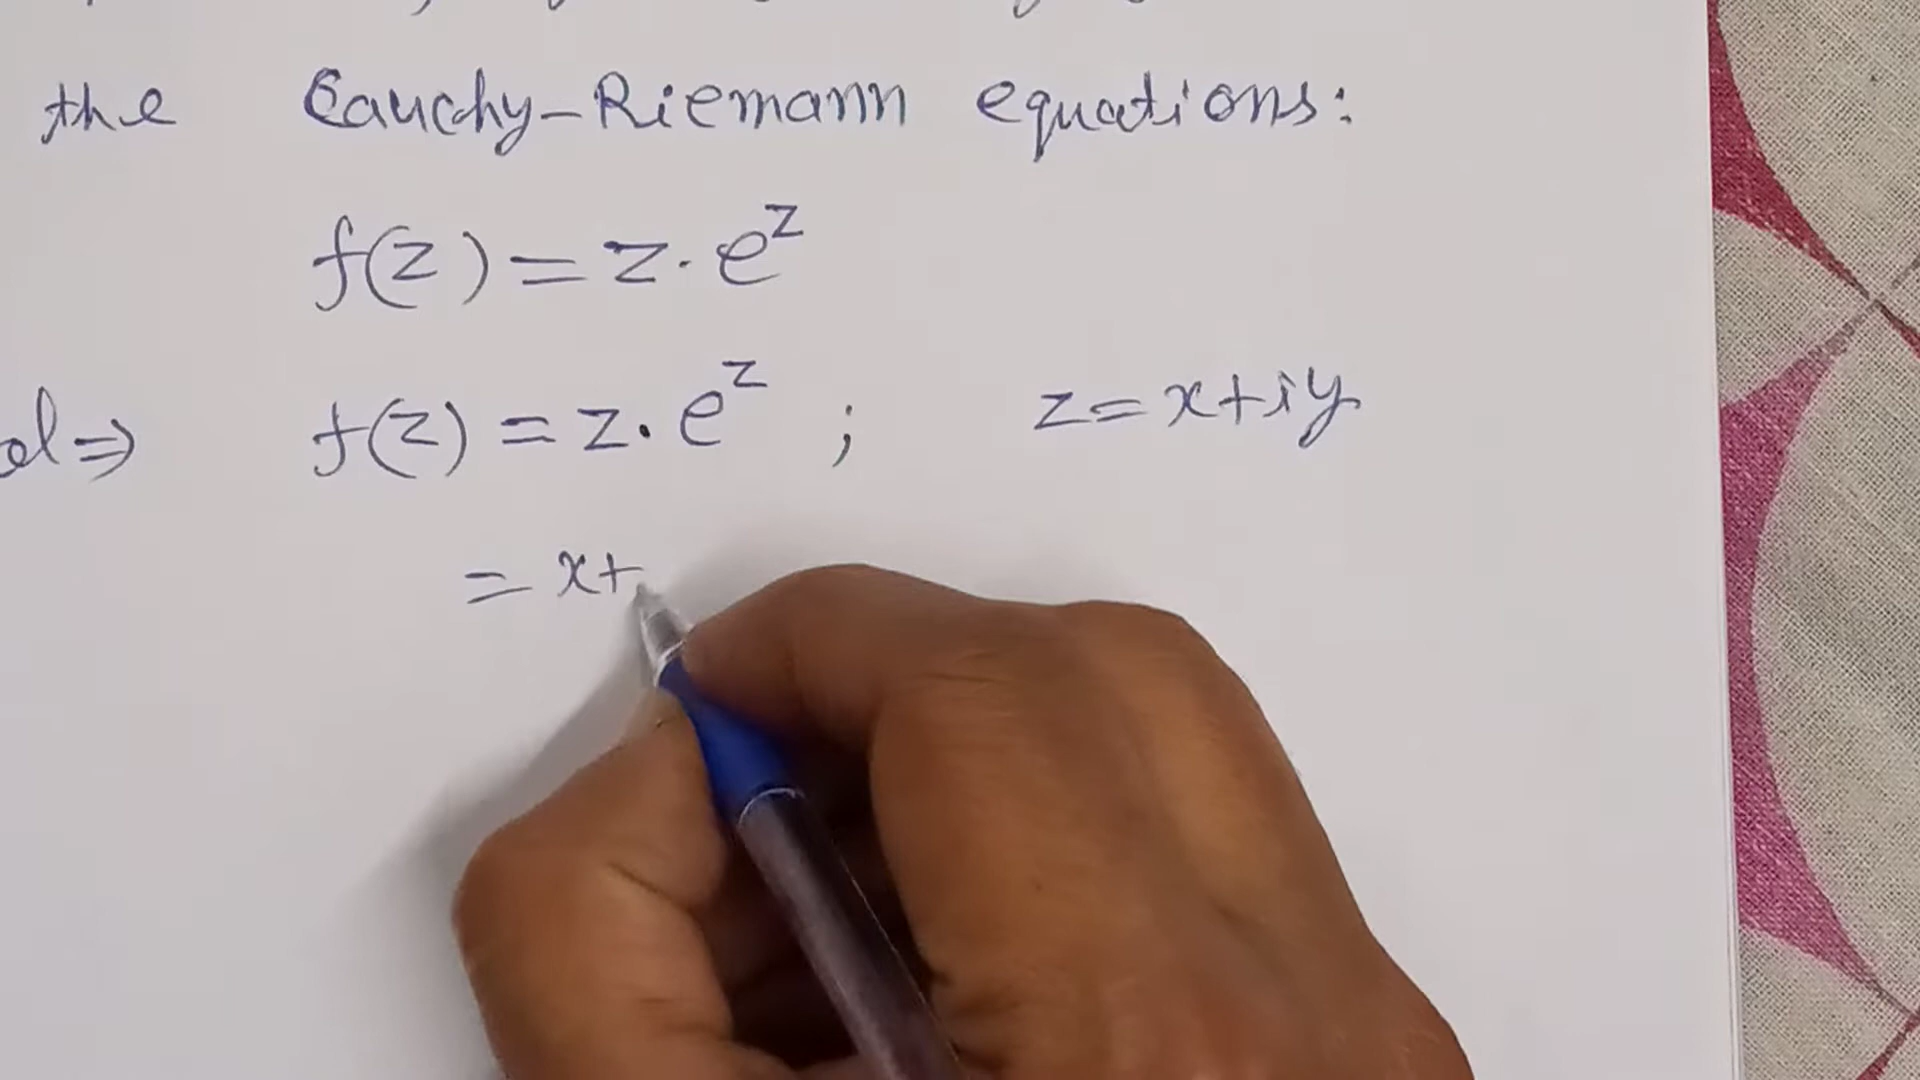 the Cauchy-Riemann equations:
f(z) = z · e^z
f(z) = z · e^z ; z = x + iy
= x+